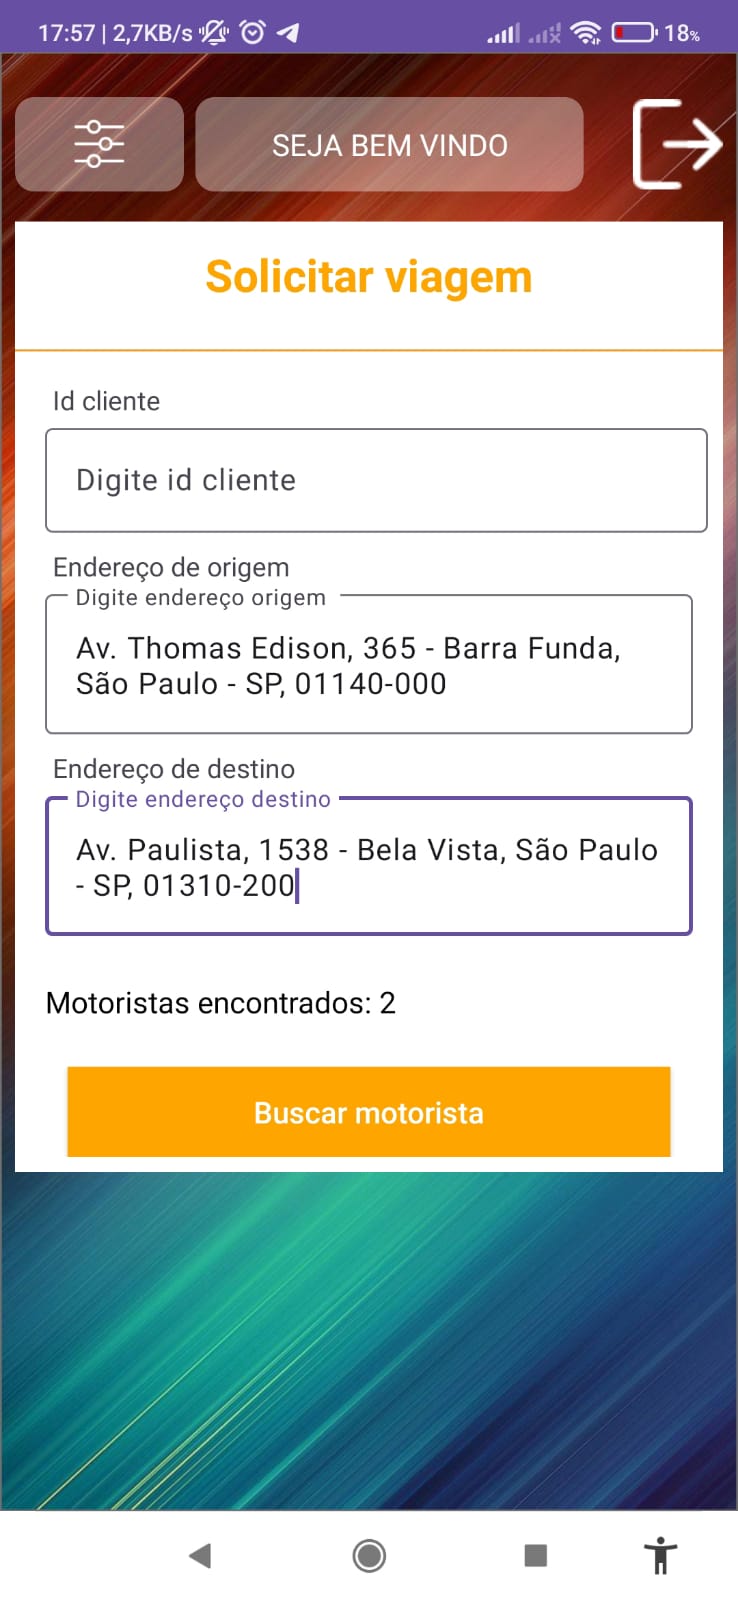 17:57 | 2,7KB/s 18%
SEJA BEM VINDO
Solicitar viagem
Id cliente
Digite id cliente
Endereço de origem
Digite endereço origem
Av. Thomas Edison, 365 - Barra Funda,
São Paulo - SP, 01140-000
Endereço de destino
Digite endereço destino
Av. Paulista, 1538 - Bela Vista, São Paulo
- SP, 01310-200
Motoristas encontrados: 2
Buscar motorista